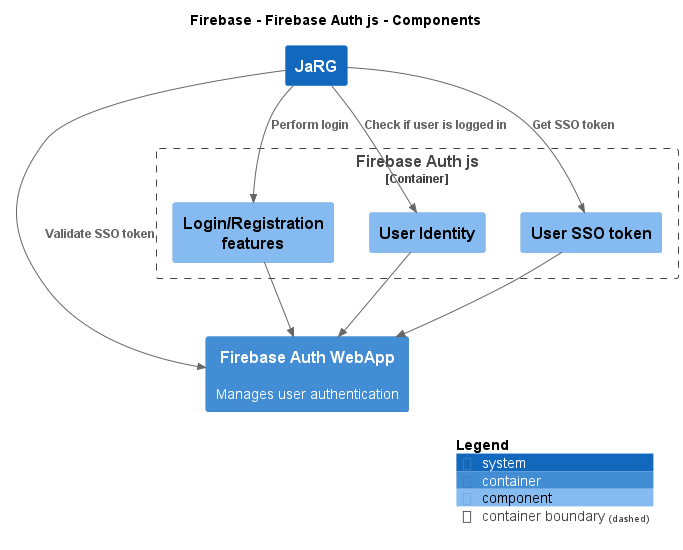 Firebase - Firebase Auth js - Components
JaRG
Perform login
Check if user is logged in
Get SSO token
Firebase Auth js
[Container]
Login/Registration
features
User Identity
User SSO token
Validate SSO token
Firebase Auth WebApp
Manages user authentication
Legend
system
container
component
container boundary (dashed)